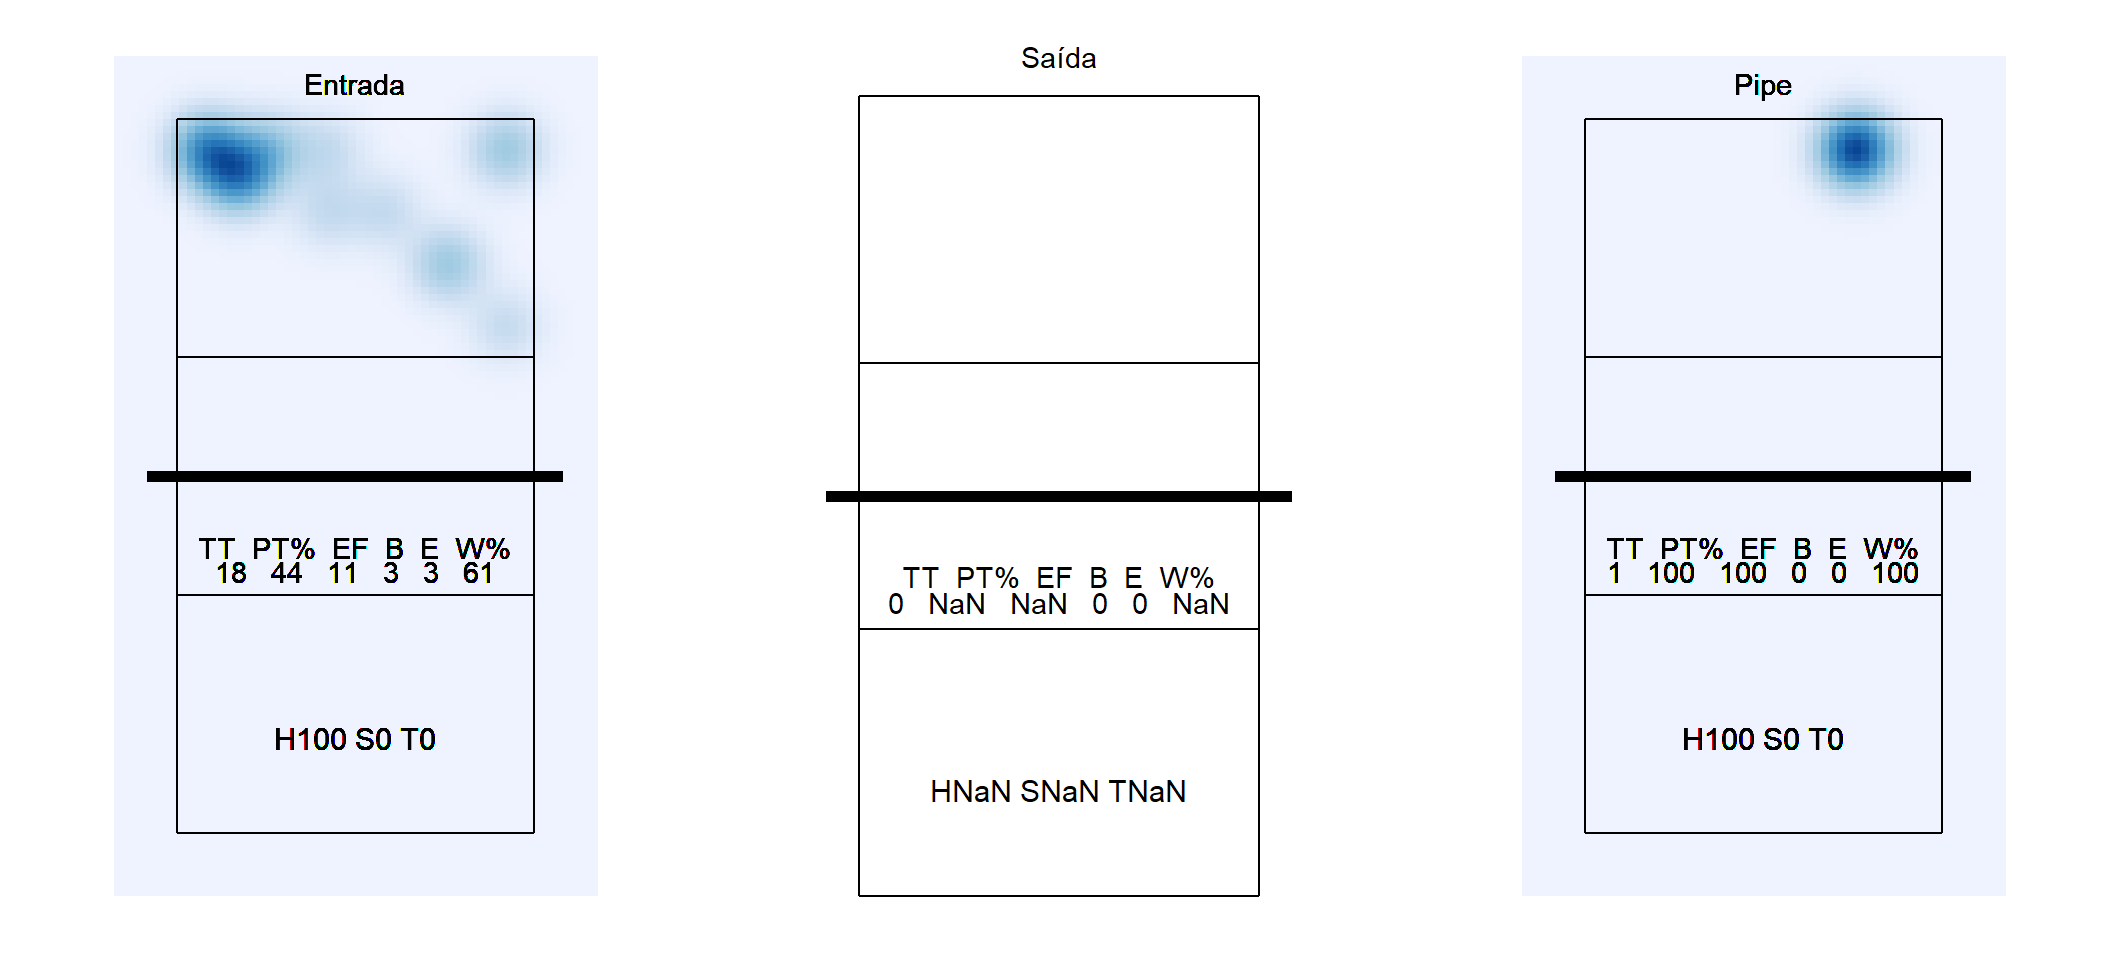 Entrada
TT PT% EF B E W%
18 44 11 3 3 61
H100 S0 T0
Saída
TT PT% EF B E W%
0 NaN NaN 0 0 NaN
HNaN SNaN TNaN
Pipe
TT PT% EF B E W%
1 100 100 0 0 100
H100 S0 T0